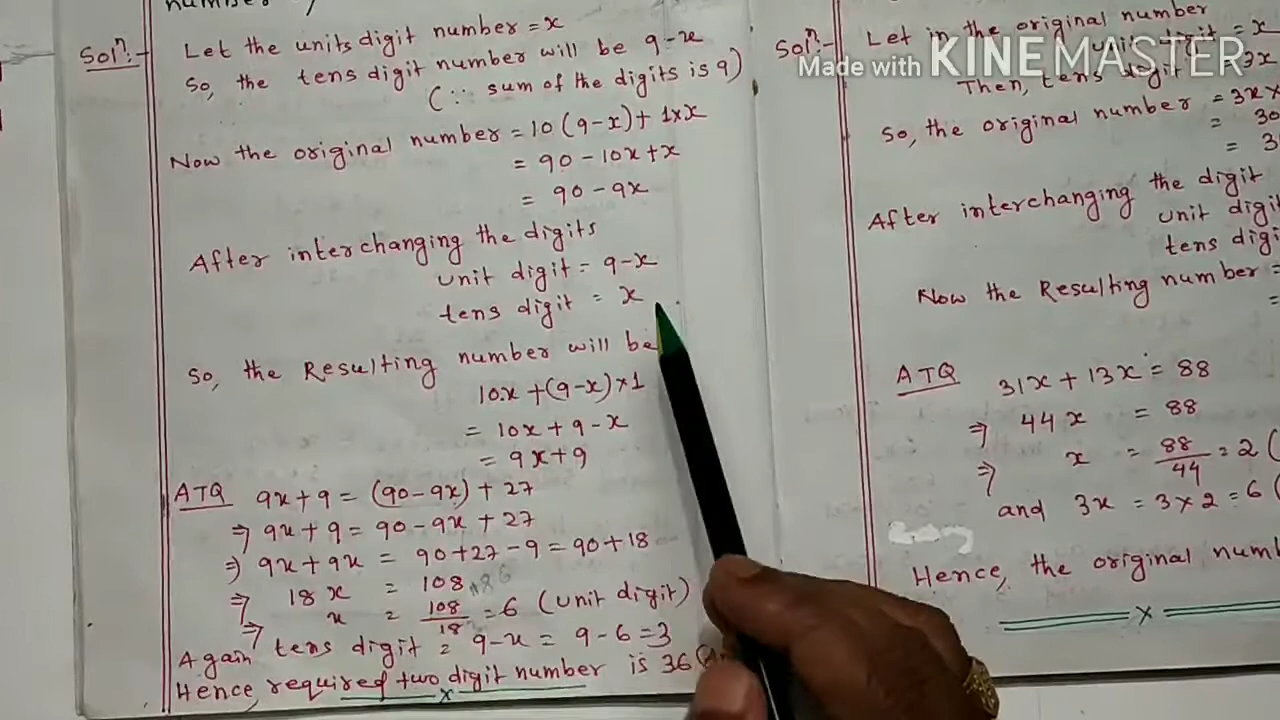 Solⁿ:- Let the units digit number = x
So, the tens digit number will be 9-x
(∵ sum of the digits is 9)
Now the original number = 10(9-x) + 1×x
= 90-10x+x
= 90-9x
After interchanging the digits
unit digit = 9-x
tens digit = x
So, the Resulting number will be
10x + (9-x)×1
= 10x + 9-x
= 9x+9
ATQ 9x+9 = (90-9x) + 27
⇒ 9x+9 = 90-9x + 27
⇒ 9x+9x = 90+27-9 = 90+18
⇒ 18x = 108
⇒ x = 108/18 = 6 (unit digit)
Again tens digit = 9-x = 9-6=3
Hence, required two digit number is 36
x
Solⁿ:- Let in the original number
unit digit = x
Then, tens digit = 3x
So, the original number = 3x×
= 30
= 3
After interchanging the digit
unit digit
tens digi
Now the Resulting number =
=
ATQ 31x + 13x = 88
⇒ 44x = 88
⇒ x = 88/44 = 2 (
and 3x = 3×2 = 6 (
Hence, the original num
x
Made with KINEMASTER